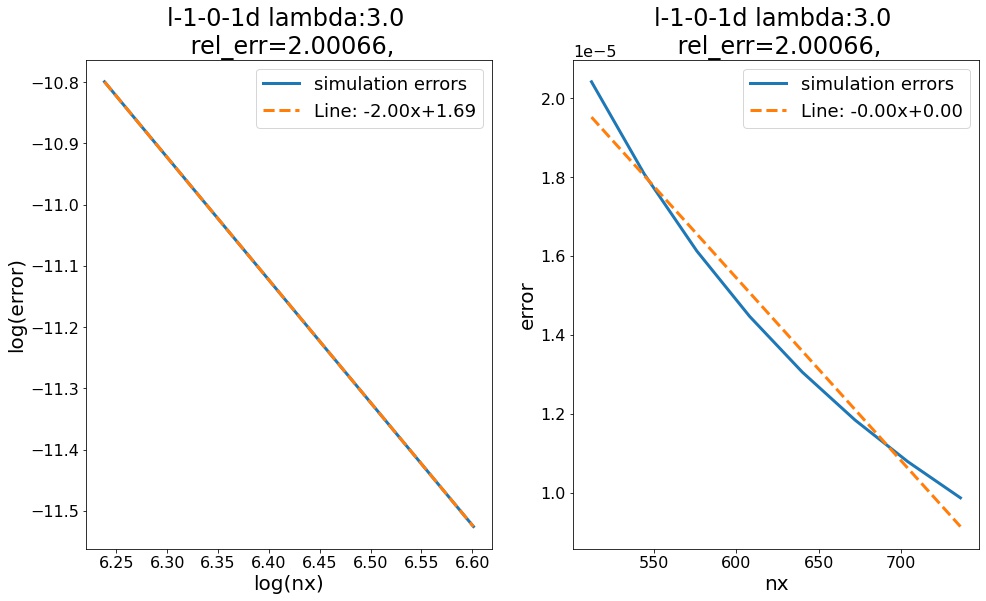 l-1-0-1d lambda:3.0
rel_err=2.00066,
simulation errors
Line: -2.00x+1.69
log(error)
−10.8
−10.9
−11.0
−11.1
−11.2
−11.3
−11.4
−11.5
6.25 6.30 6.35 6.40 6.45 6.50 6.55 6.60
log(nx)
l-1-0-1d lambda:3.0
rel_err=2.00066,
1e−5
simulation errors
Line: -0.00x+0.00
error
2.0
1.8
1.6
1.4
1.2
1.0
550 600 650 700
nx